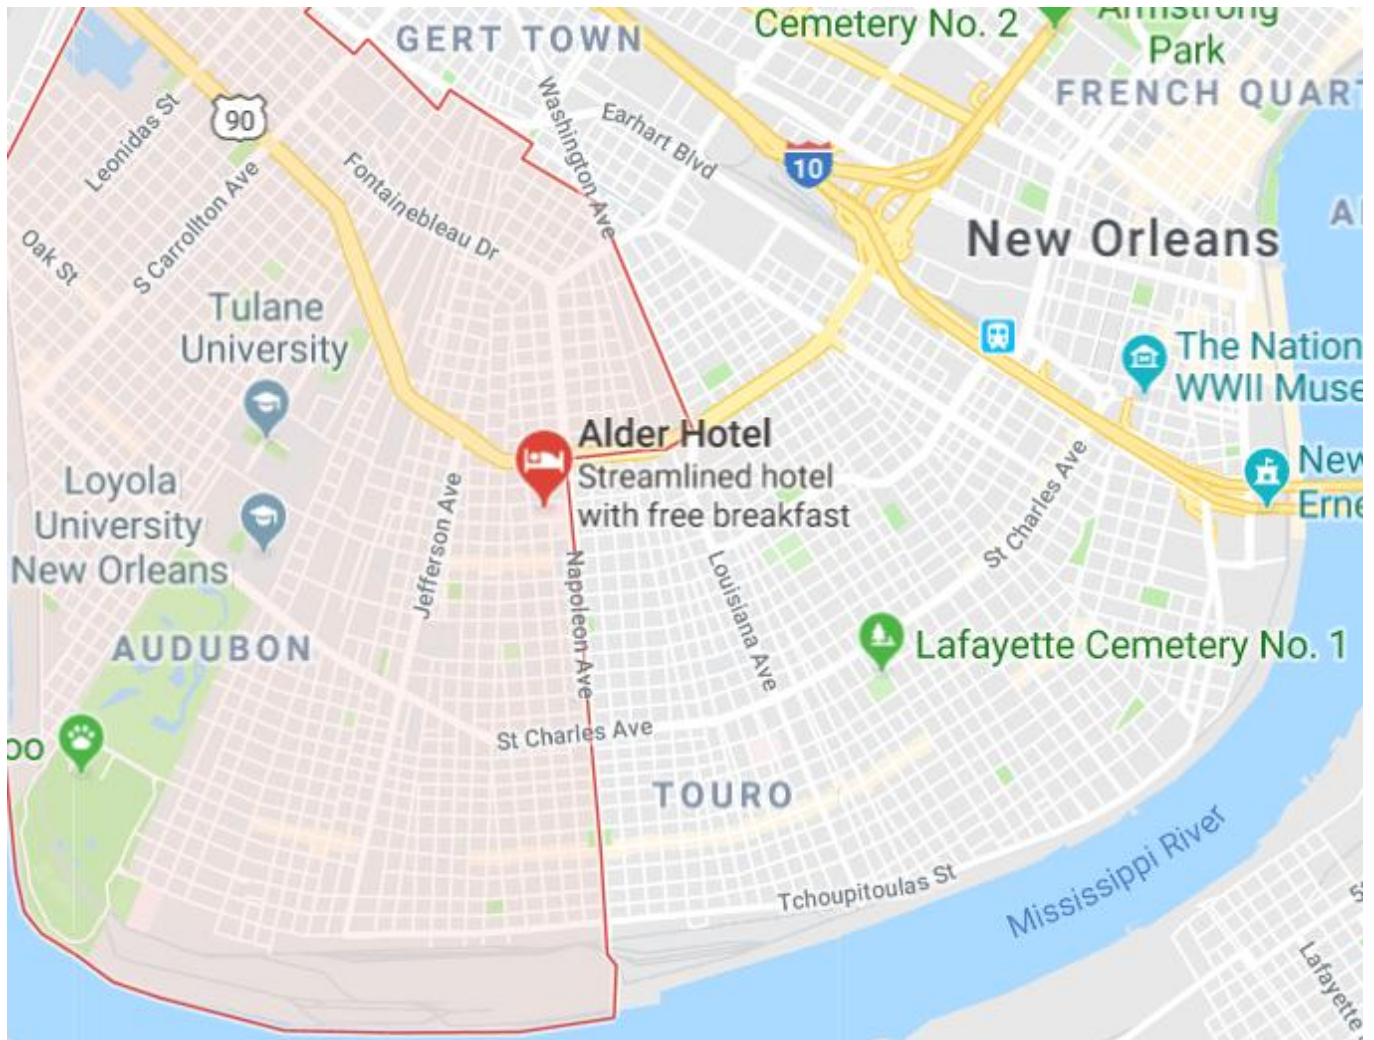 Cemetery No. 2
Armstrong
Park
GERT TOWN
FRENCH QUART
90
Leonidas St
Washington Ave
Earhart Blvd
10
Fontainebleau Dr
S Carrollton Ave
Oak St
New Orleans
A
Tulane
University
The Nation
WWII Muse
Alder Hotel
Streamlined hotel
with free breakfast
New
Erne
St Charles Ave
Loyola
University
New Orleans
Jefferson Ave
Napoleon Ave
Louisiana Ave
AUDUBON
Lafayette Cemetery No. 1
oo
St Charles Ave
TOURO
Mississippi River
Tchoupitoulas St
5
Lafayette